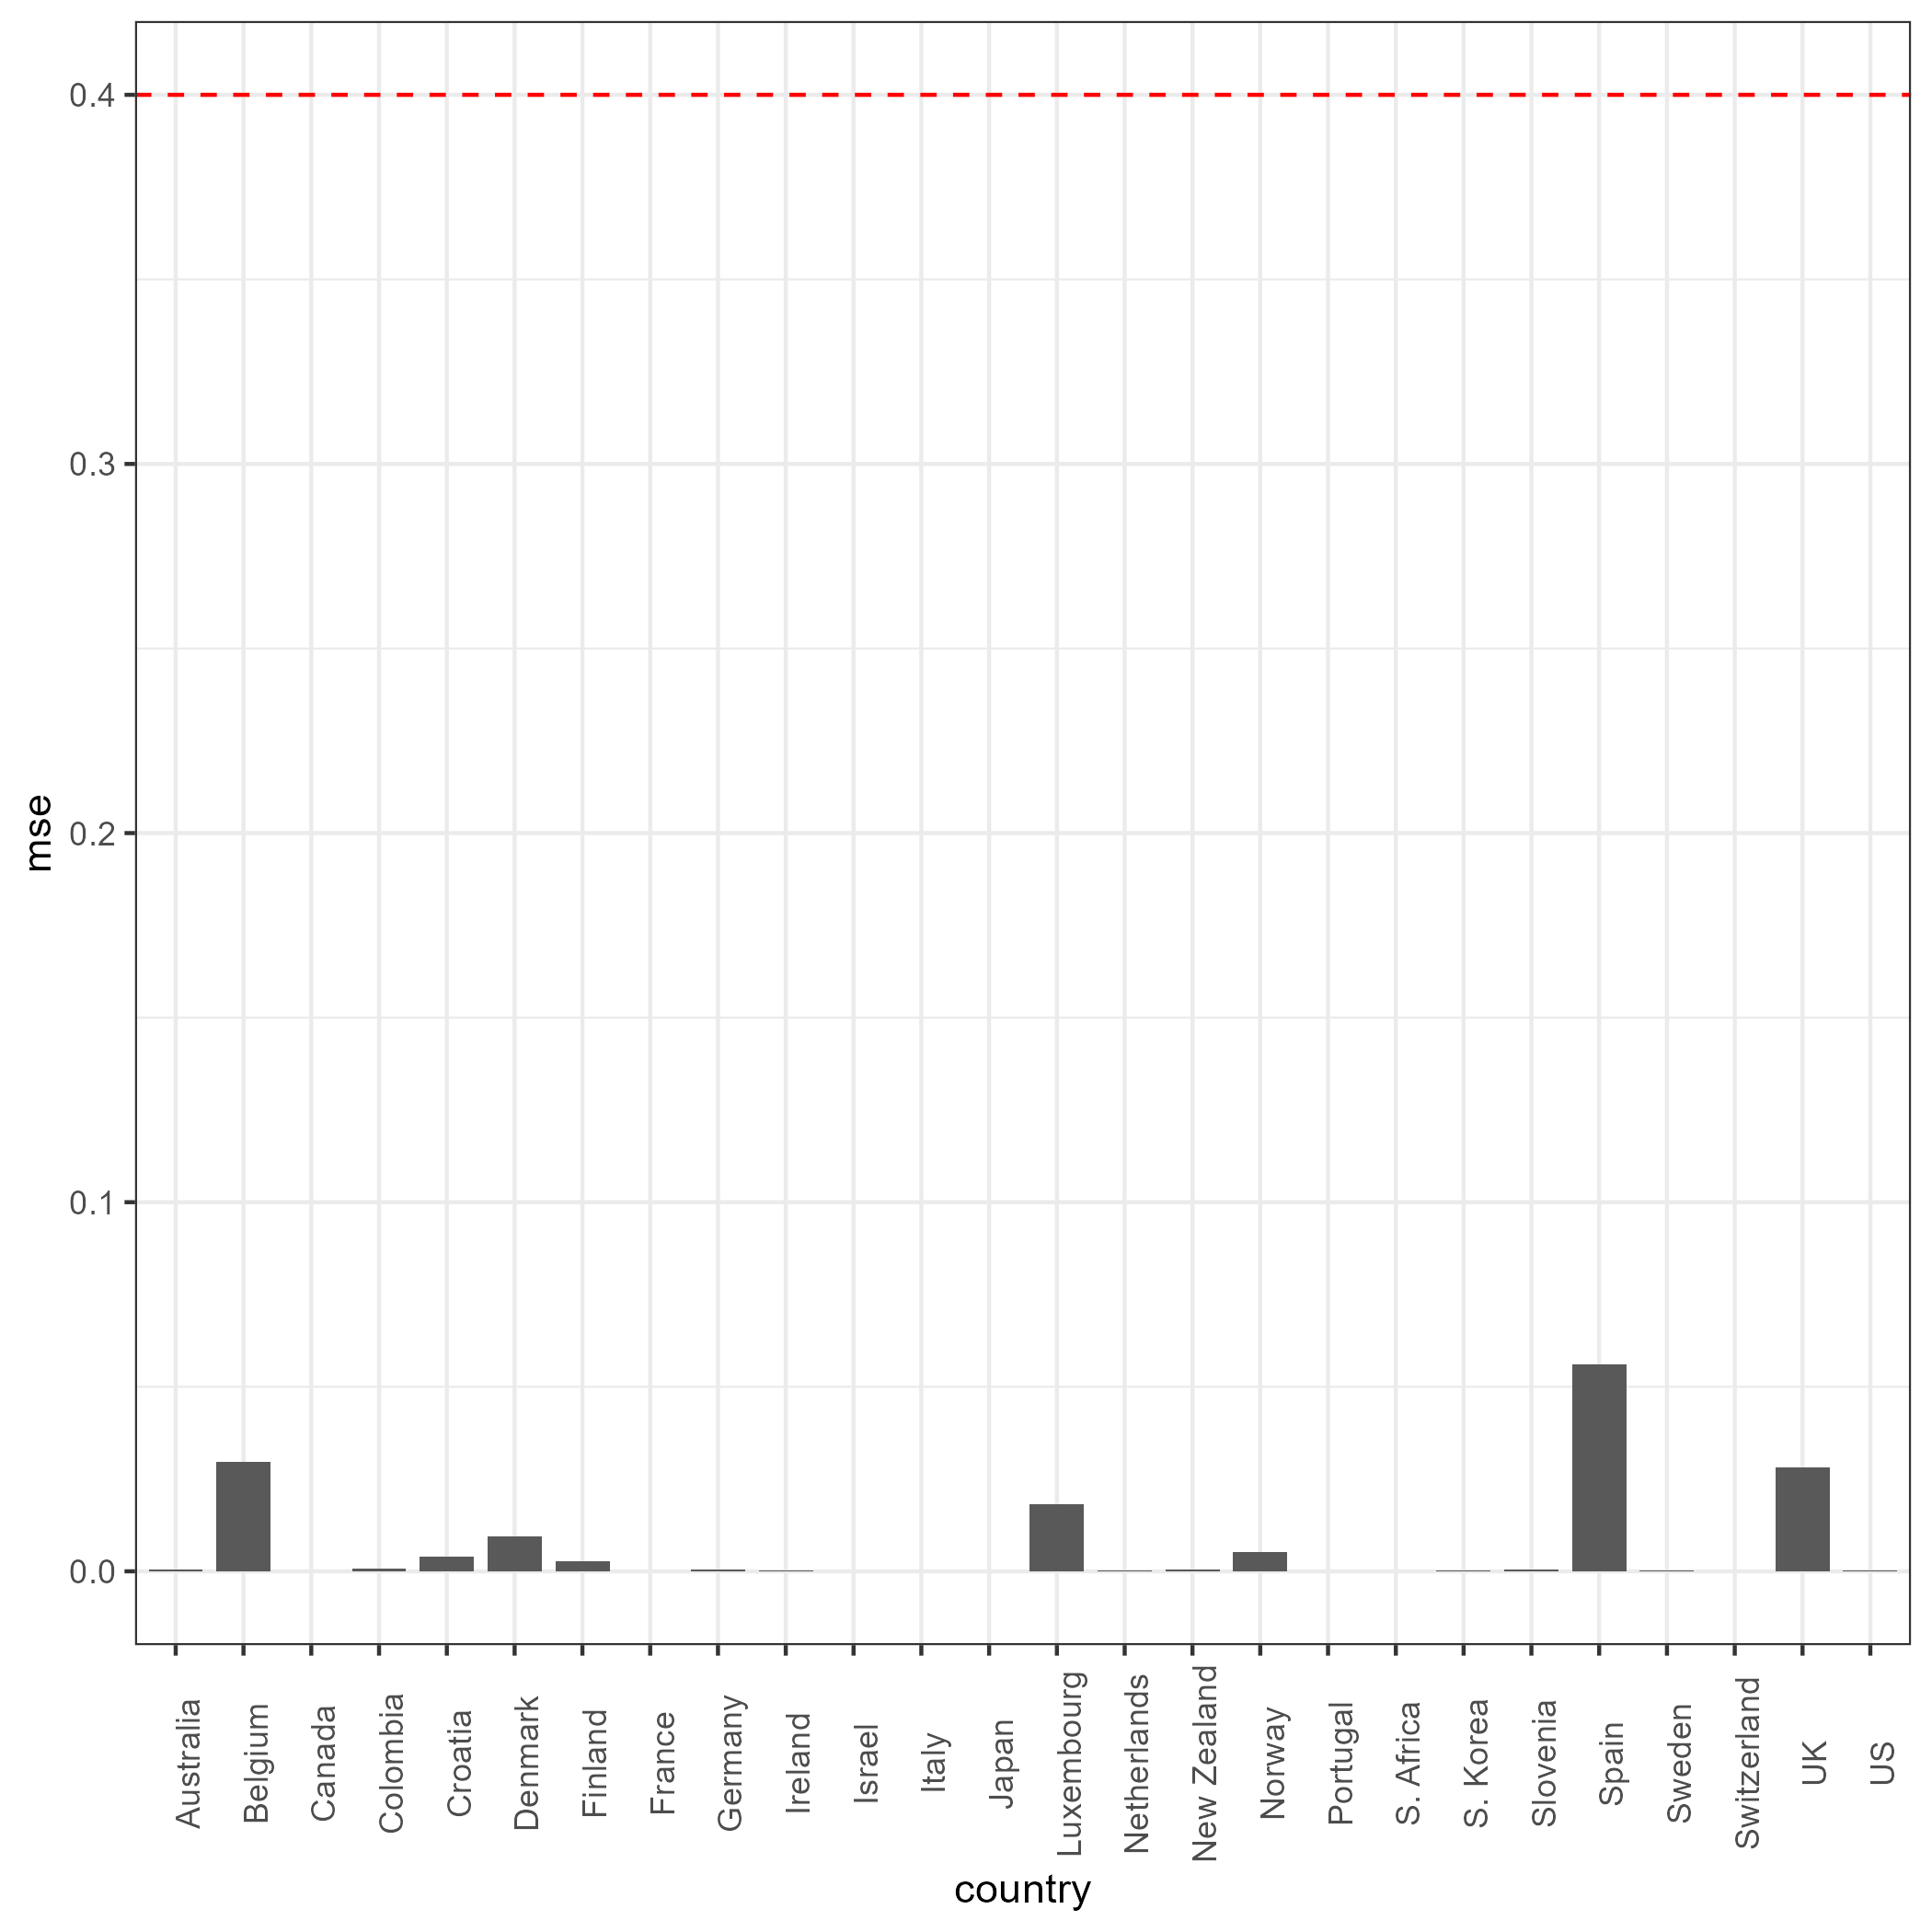 0.4
0.3
0.2
0.1
0.0
mse
Australia
Belgium
Canada
Colombia
Croatia
Denmark
Finland
France
Germany
Ireland
Israel
Italy
Japan
Luxembourg
Netherlands
New Zealand
Norway
Portugal
S. Africa
S. Korea
Slovenia
Spain
Sweden
Switzerland
UK
US
country